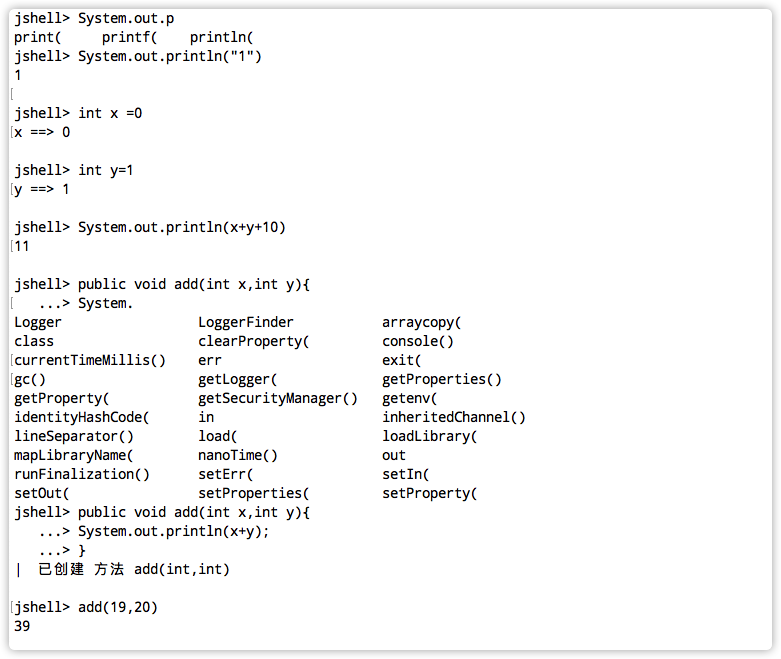 jshell> System.out.p
print(     printf(    println(
jshell> System.out.println("1")
1
[
jshell> int x =0
[x ==> 0
jshell> int y=1
[y ==> 1
jshell> System.out.println(x+y+10)
[11
jshell> public void add(int x,int y){
[   ...> System.
Logger                 LoggerFinder           arraycopy(
class                  clearProperty(         console()
[currentTimeMillis()    err                    exit(
[gc()                   getLogger(             getProperties()
getProperty(           getSecurityManager()   getenv(
identityHashCode(      in                     inheritedChannel()
lineSeparator()        load(                  loadLibrary(
mapLibraryName(        nanoTime()             out
runFinalization()      setErr(                setIn(
setOut(                setProperties(         setProperty(
jshell> public void add(int x,int y){
   ...> System.out.println(x+y);
   ...> }
|  已创建 方法 add(int,int)
[jshell> add(19,20)
39